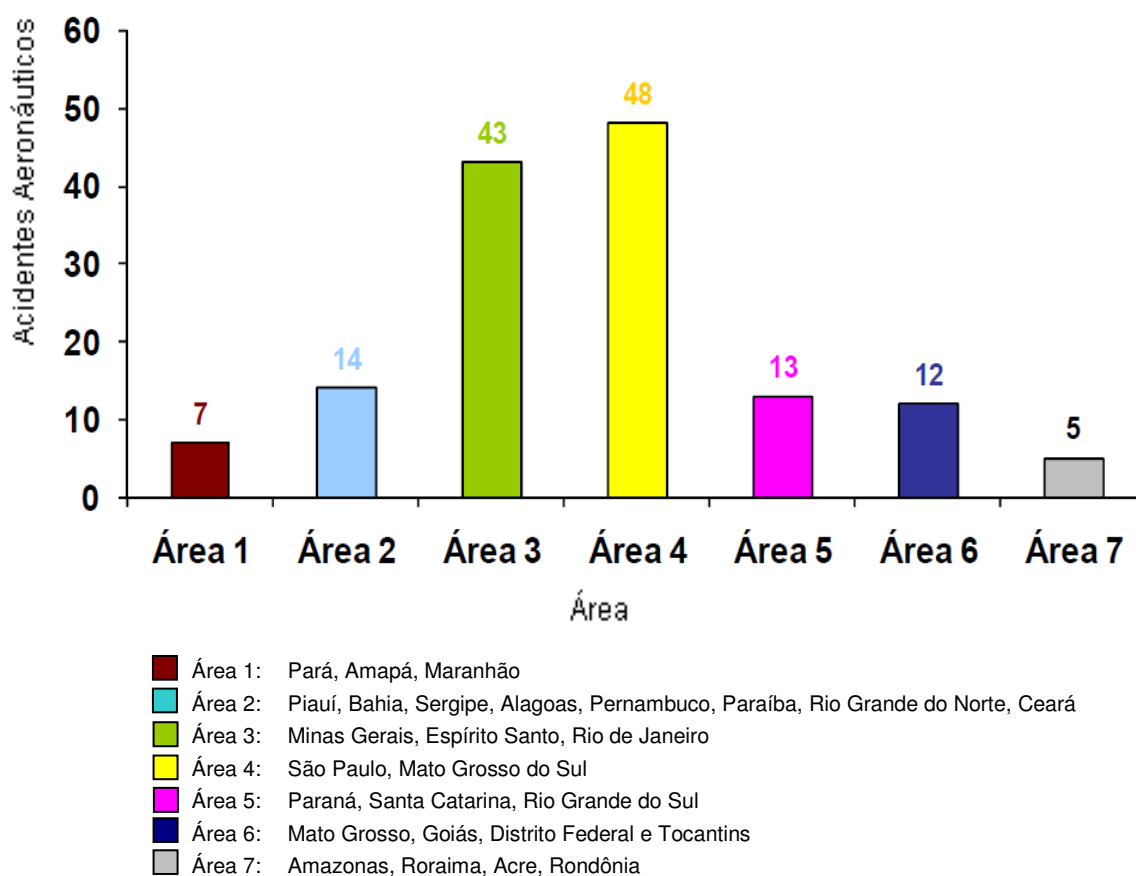 Acidentes Aeronáuticos
60
50
40
30
20
10
0
7
14
43
48
13
12
5
Área 1
Área 2
Área 3
Área 4
Área 5
Área 6
Área 7
Área
Área 1: Pará, Amapá, Maranhão
Área 2: Piauí, Bahia, Sergipe, Alagoas, Pernambuco, Paraíba, Rio Grande do Norte, Ceará
Área 3: Minas Gerais, Espírito Santo, Rio de Janeiro
Área 4: São Paulo, Mato Grosso do Sul
Área 5: Paraná, Santa Catarina, Rio Grande do Sul
Área 6: Mato Grosso, Goiás, Distrito Federal e Tocantins
Área 7: Amazonas, Roraima, Acre, Rondônia